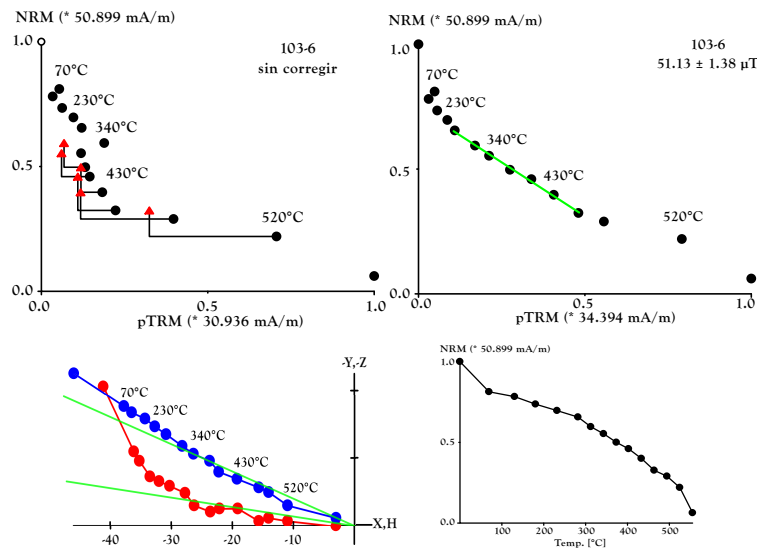 NRM (* 50.899 mA/m)
1.0
103-6
sin corregir
70°C
230°C
340°C
0.5
430°C
520°C
0.0
0.0
0.5
1.0
pTRM (* 30.936 mA/m)
NRM (* 50.899 mA/m)
1.0
103-6
51.13 ± 1.38 µT
70°C
230°C
340°C
0.5
430°C
520°C
0.0
0.0
0.5
1.0
pTRM (* 34.394 mA/m)
-Y,-Z
70°C
230°C
340°C
430°C
520°C
X,H
-40
-30
-20
-10
NRM (* 50.899 mA/m)
1.0
0.5
0.0
100
200
300
400
500
Temp. [°C]